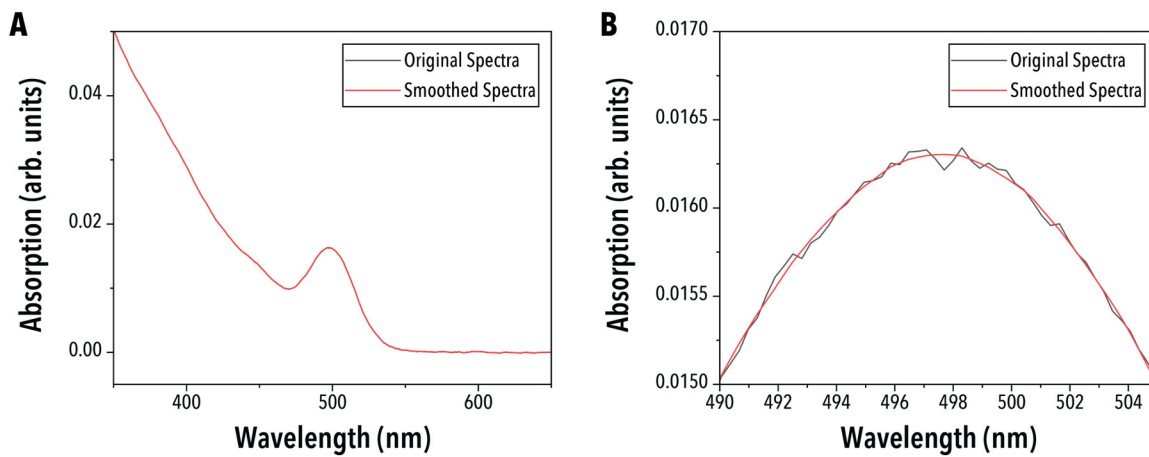 A
Absorption (arb. units)
0.04
0.02
0.00
Original Spectra
Smoothed Spectra
400
500
600
Wavelength (nm)
B
Absorption (arb. units)
0.0170
0.0165
0.0160
0.0155
0.0150
Original Spectra
Smoothed Spectra
490
492
494
496
498
500
502
504
Wavelength (nm)